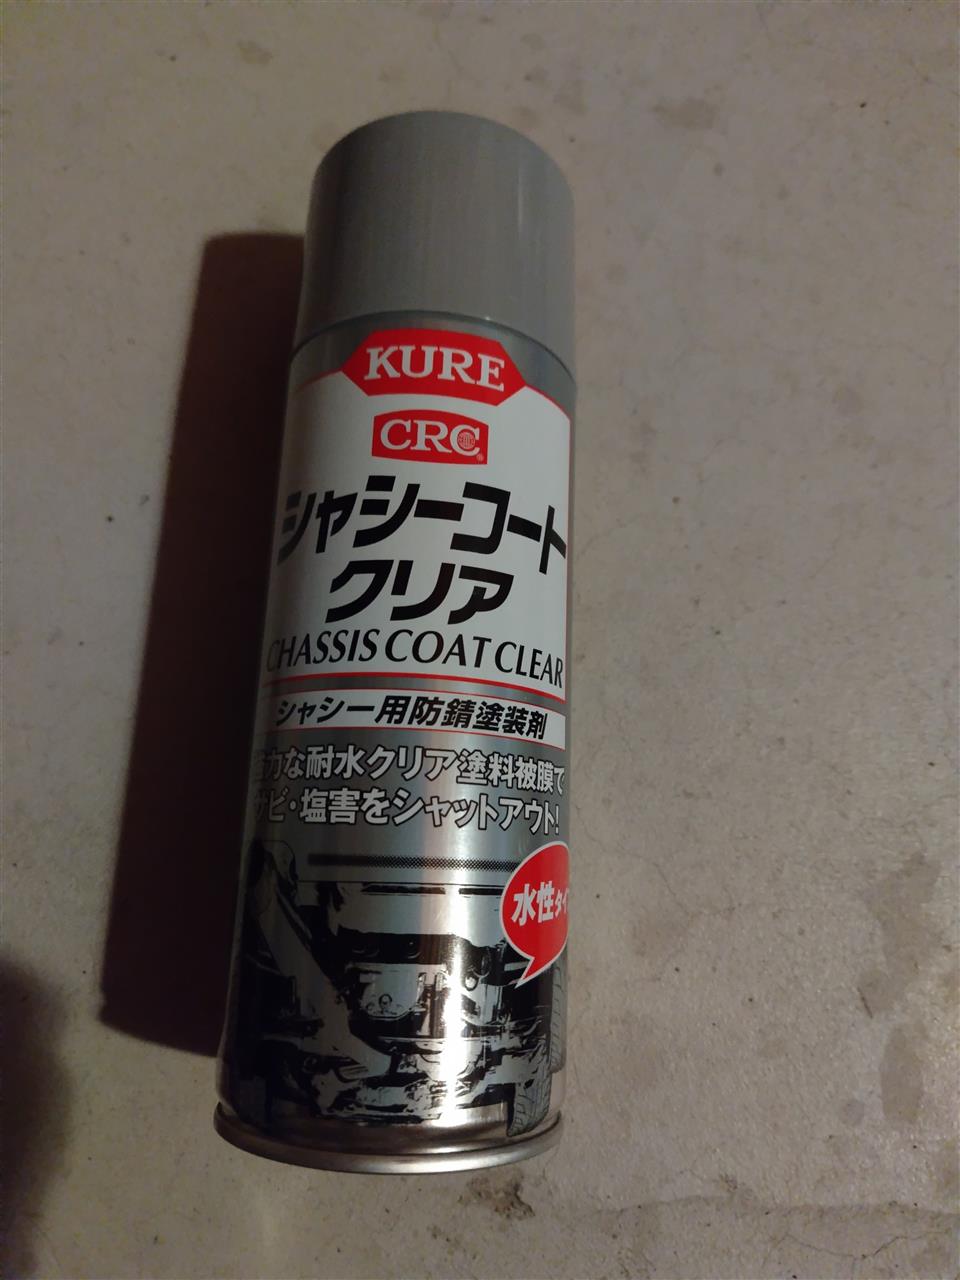 KURE
CRC
シャシーコート
クリア
CHASSIS COAT CLEAR
シャシー用防錆塗装剤
強力な耐水クリア塗料被膜で
サビ・塩害をシャットアウト!
水性タイ